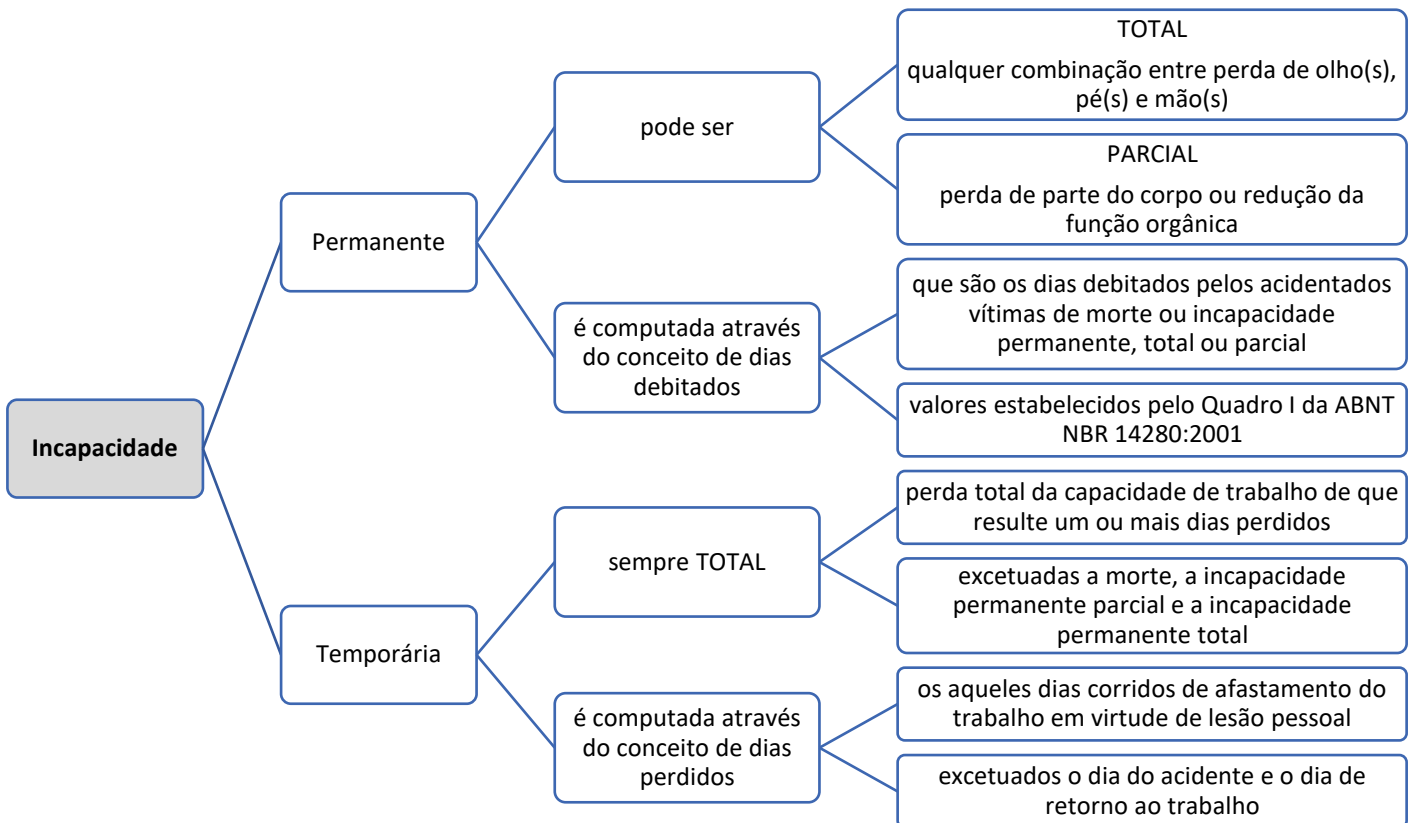 Incapacidade
Permanente
pode ser
TOTAL
qualquer combinação entre perda de olho(s),
pé(s) e mão(s)
PARCIAL
perda de parte do corpo ou redução da
função orgânica
é computada através
do conceito de dias
debitados
que são os dias debitados pelos acidentados
vítimas de morte ou incapacidade
permanente, total ou parcial
valores estabelecidos pelo Quadro I da ABNT
NBR 14280:2001
Temporária
sempre TOTAL
perda total da capacidade de trabalho de que
resulte um ou mais dias perdidos
excetuadas a morte, a incapacidade
permanente parcial e a incapacidade
permanente total
é computada através
do conceito de dias
perdidos
os aqueles dias corridos de afastamento do
trabalho em virtude de lesão pessoal
excetuados o dia do acidente e o dia de
retorno ao trabalho